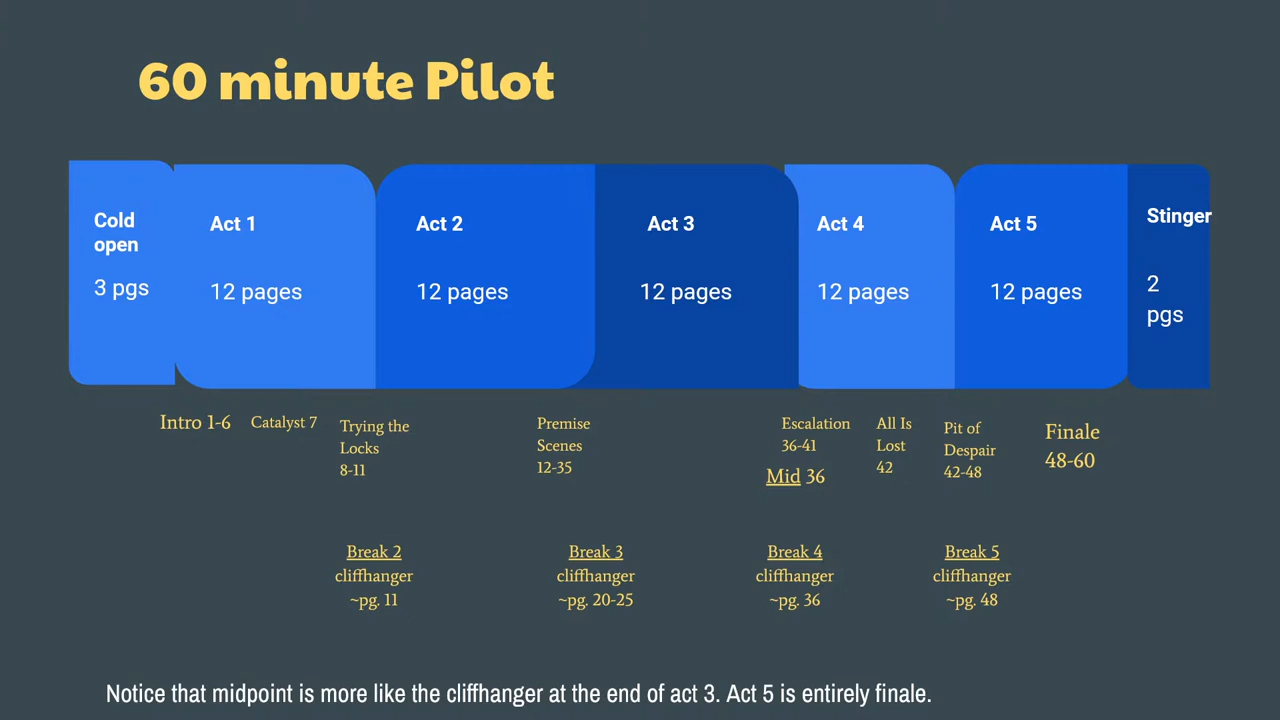 60 minute Pilot
Cold
open
3 pgs
Act 1
12 pages
Act 2
12 pages
Act 3
12 pages
Act 4
12 pages
Act 5
12 pages
Stinger
2
pgs
Intro 1-6
Catalyst 7
Trying the
Locks
8-11
Premise
Scenes
12-35
Escalation
36-41
Mid 36
All Is
Lost
42
Pit of
Despair
42-48
Finale
48-60
Break 2
cliffhanger
~pg. 11
Break 3
cliffhanger
~pg. 20-25
Break 4
cliffhanger
~pg. 36
Break 5
cliffhanger
~pg. 48
Notice that midpoint is more like the cliffhanger at the end of act 3. Act 5 is entirely finale.